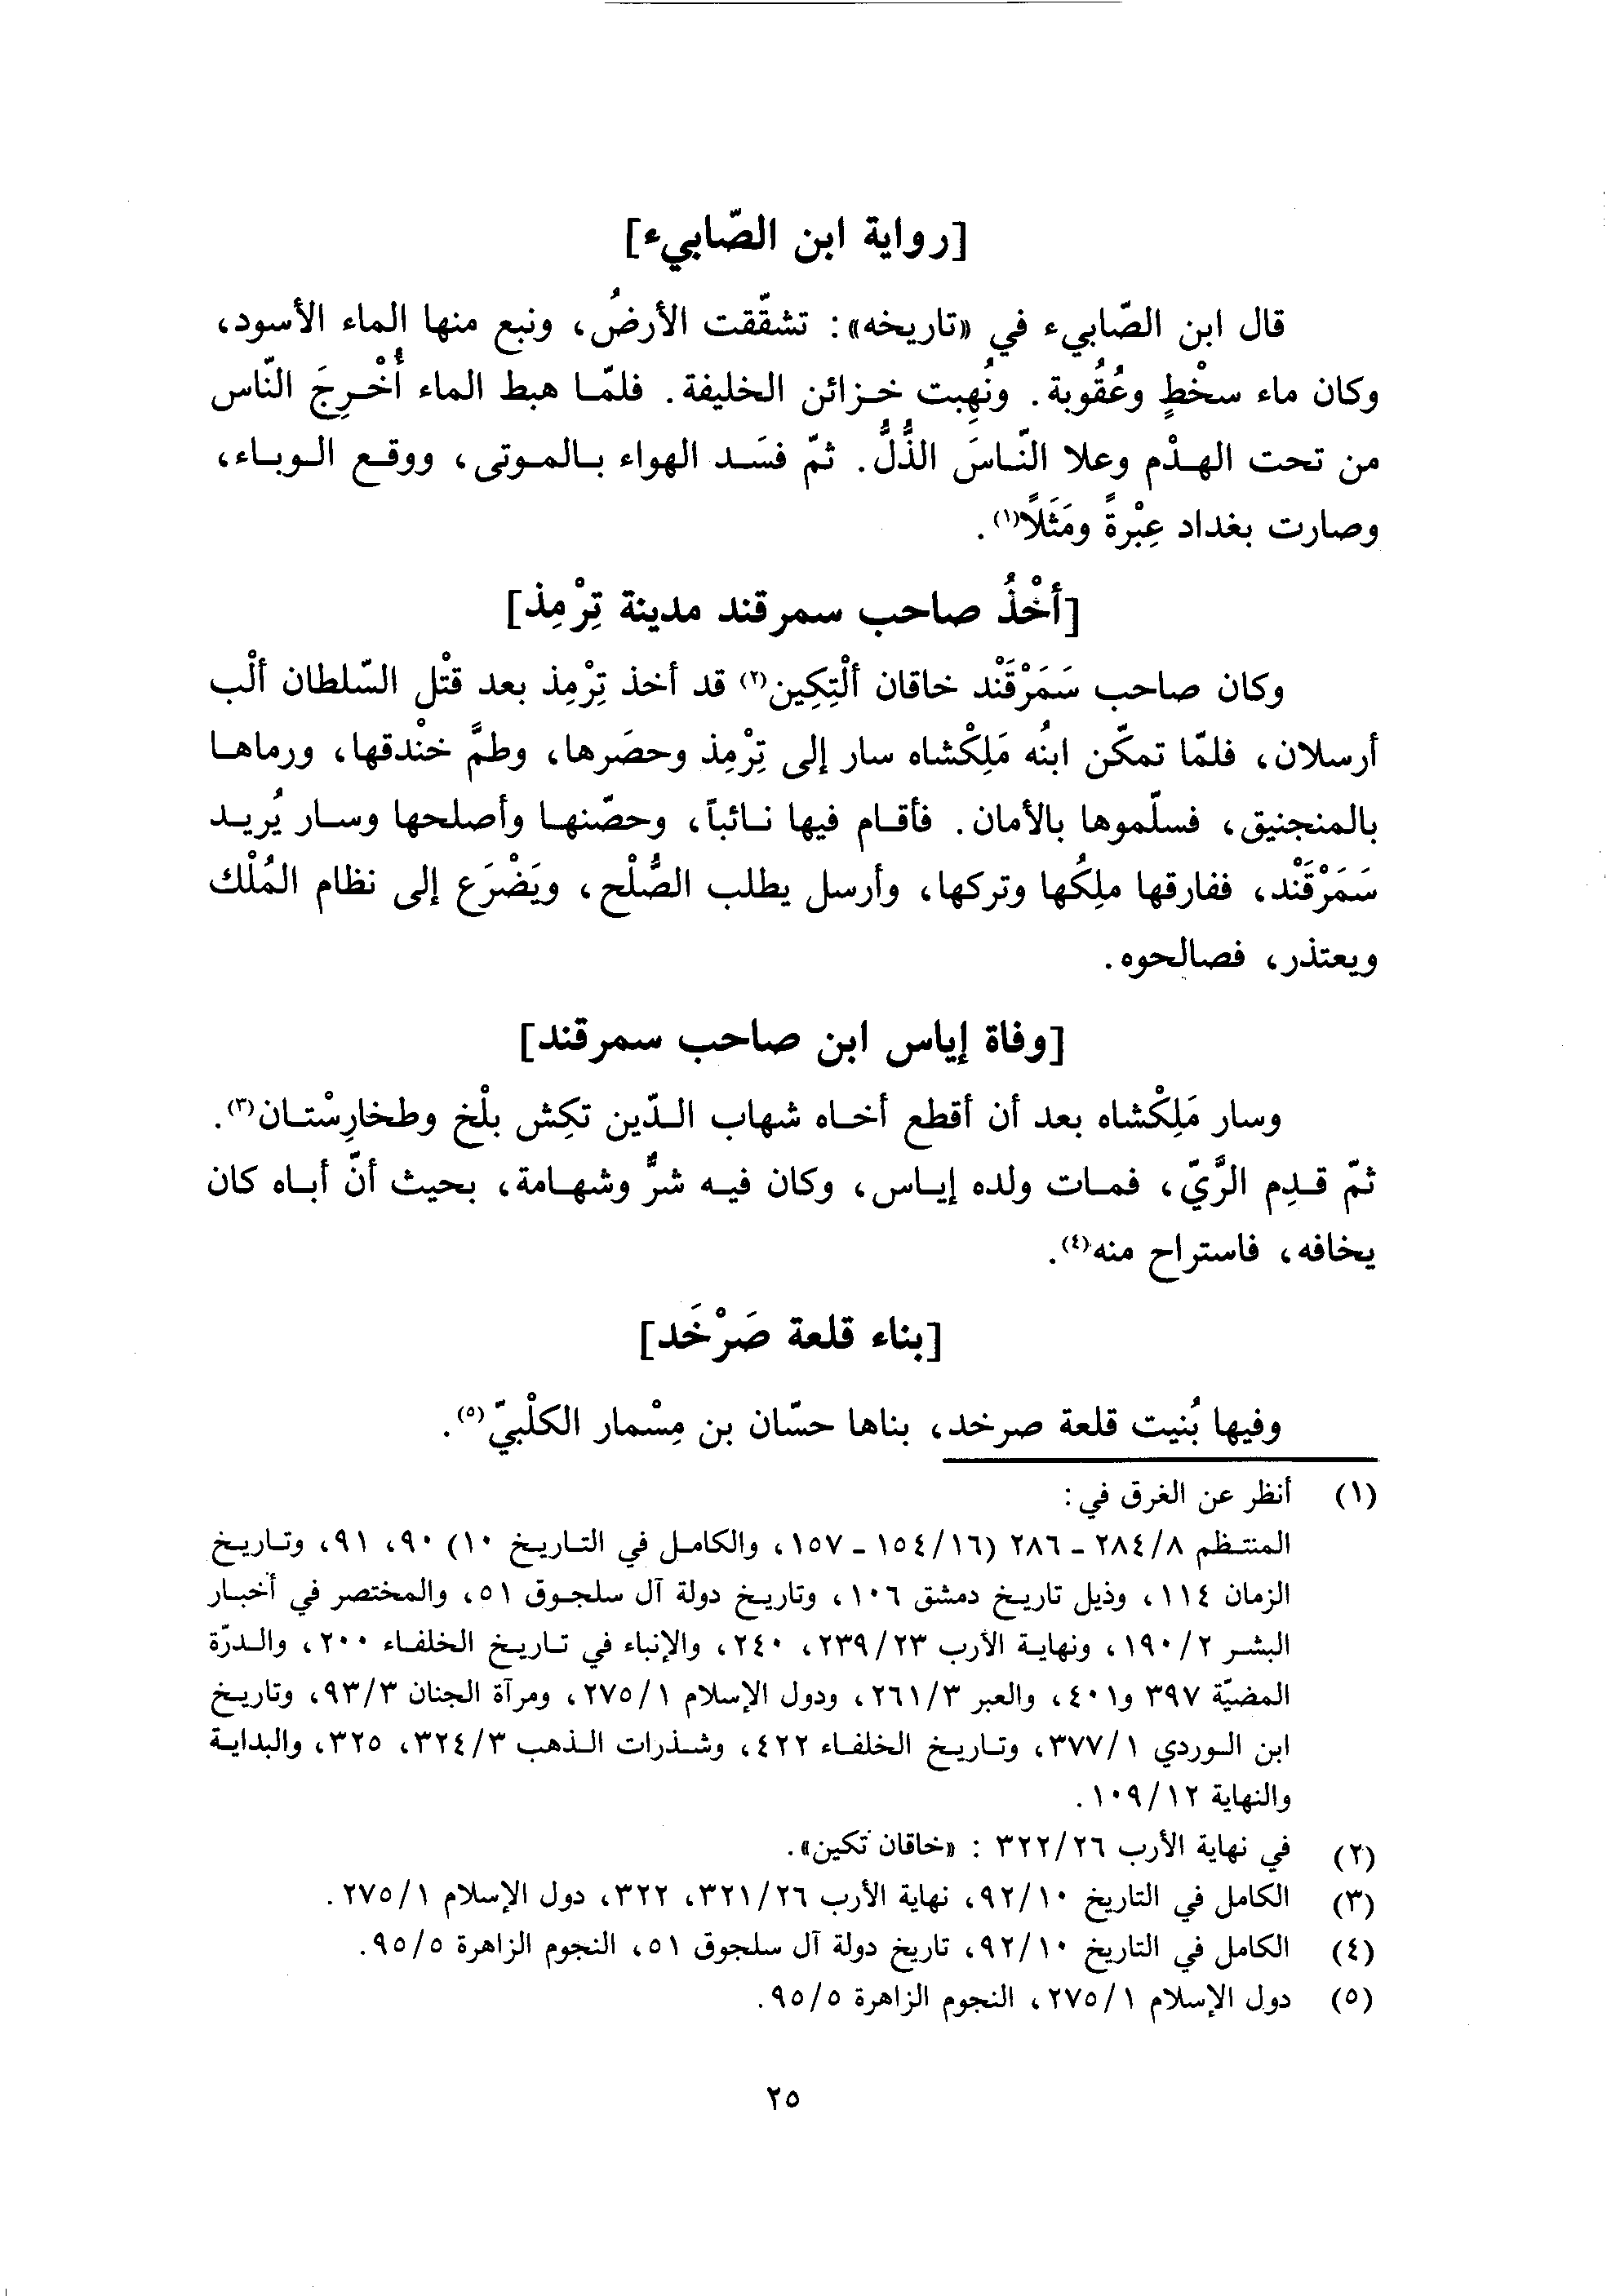 [رواية ابن الصّابيء]
قال ابن الصّابيء في «تاريخه»: تشقّقت الأرضُ، ونبع منها الماء الأسود،
وكان ماء سخْطٍ وعُقُوبة. ونُهِبت خزائن الخليفة. فلمّا هبط الماء أُخْرِجَ النّاس
من تحت الهدْم وعلا النّاسَ الذُّلُّ. ثمّ فسَد الهواء بالموتى، ووقع الوباء،
وصارت بغداد عِبْرةً ومَثَلاً(١).
[أخْذُ صاحب سمرقند مدينة تِرْمِذ]
وكان صاحب سَمَرْقَنْد خاقان ألْتِكِين(٢) قد أخذ تِرْمِذ بعد قتْل السّلطان ألْب
أرسلان، فلمّا تمكّن ابنُه مَلِكْشاه سار إلى تِرْمِذ وحصَرها، وطمَّ خنْدقها، ورماها
بالمنجنيق، فسلّموها بالأمان. فأقام فيها نائباً، وحصّنها وأصلحها وسار يُريد
سَمَرْقَنْد، ففارقها ملِكُها وتركها، وأرسل يطلب الصُّلْح، ويَضْرَع إلى نظام المُلْك
ويعتذر، فصالحوه.
[وفاة إياس ابن صاحب سمرقند]
وسار مَلِكْشاه بعد أن أقطع أخاه شهاب الدّين تكِش بلْخ وطخارِسْتان(٣).
ثمّ قدِم الرَّيّ، فمات ولده إياس، وكان فيه شرٌّ وشهامة، بحيث أنّ أباه كان
يخافه، فاستراح منه(٤).
[بناء قلعة صَرْخَد]
وفيها بُنيت قلعة صرخد، بناها حسّان بن مِسْمار الكلْبيّ(٥).
(١) أنظر عن الغرق في:
المنتظم ٢٨٤/٨ - ٢٨٦ (١٥٤/١٦ - ١٥٧، والكامل في التاريخ ١٠) ٩٠، ٩١، وتاريخ
الزمان ١١٤، وذيل تاريخ دمشق ١٠٦، وتاريخ دولة آل سلجوق ٥١، والمختصر في أخبار
البشر ١٩٠/٢، ونهاية الأرب ٢٣٩/٢٣، ٢٤٠، والإنباء في تاريخ الخلفاء ٢٠٠، والدرّة
المضيّة ٣٩٧ و٤٠١، والعبر ٢٦١/٣، ودول الإسلام ٢٧٥/١، ومرآة الجنان ٩٣/٣، وتاريخ
ابن الوردي ٣٧٧/١، وتاريخ الخلفاء ٤٢٢، وشذرات الذهب ٣٢٤/٣، ٣٢٥، والبداية
والنهاية ١٠٩/١٢.
(٢) في نهاية الأرب ٣٢٢/٢٦ : «خاقان تكين».
(٣) الكامل في التاريخ ٩٢/١٠، نهاية الأرب ٣٢١/٢٦، ٣٢٢، دول الإسلام ٢٧٥/١.
(٤) الكامل في التاريخ ٩٢/١٠، تاريخ دولة آل سلجوق ٥١، النجوم الزاهرة ٩٥/٥.
(٥) دول الإسلام ٢٧٥/١، النجوم الزاهرة ٩٥/٥.
٢٥